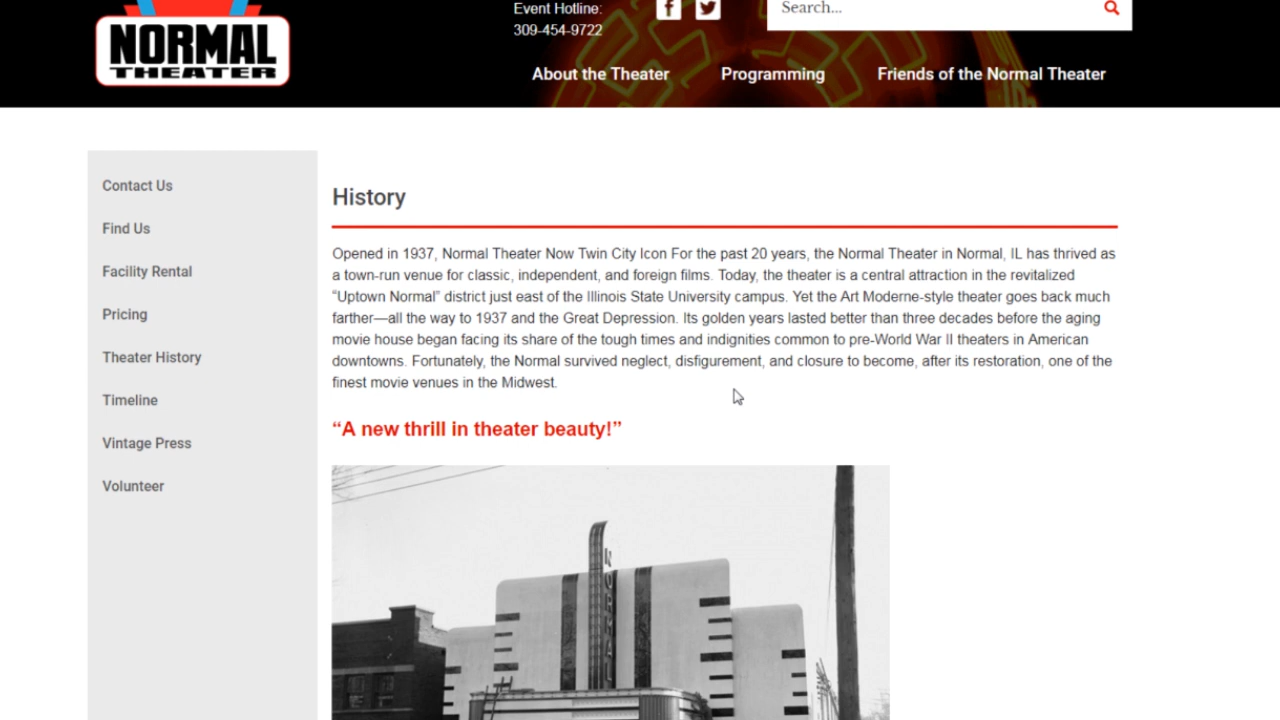 NORMAL
THEATER
Event Hotline:
309-454-9722
Search...
About the Theater
Programming
Friends of the Normal Theater
Contact Us
Find Us
Facility Rental
Pricing
Theater History
Timeline
Vintage Press
Volunteer
History
Opened in 1937, Normal Theater Now Twin City Icon For the past 20 years, the Normal Theater in Normal, IL has thrived as
a town-run venue for classic, independent, and foreign films. Today, the theater is a central attraction in the revitalized
“Uptown Normal” district just east of the Illinois State University campus. Yet the Art Moderne-style theater goes back much
farther—all the way to 1937 and the Great Depression. Its golden years lasted better than three decades before the aging
movie house began facing its share of the tough times and indignities common to pre-World War II theaters in American
downtowns. Fortunately, the Normal survived neglect, disfigurement, and closure to become, after its restoration, one of the
finest movie venues in the Midwest.
“A new thrill in theater beauty!”
NORMAL